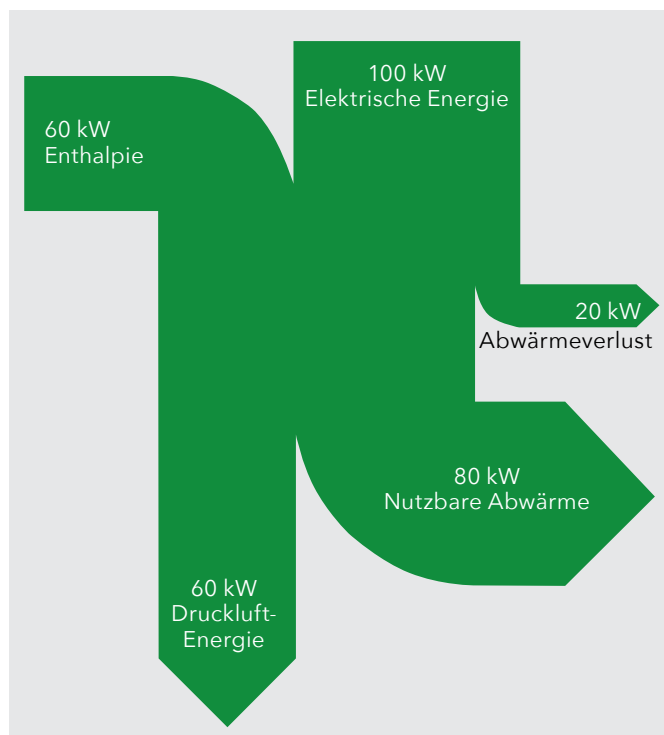 100 kW
Elektrische Energie
60 kW
Enthalpie
20 kW
Abwärmeverlust
80 kW
Nutzbare Abwärme
60 kW
Druckluft-
Energie